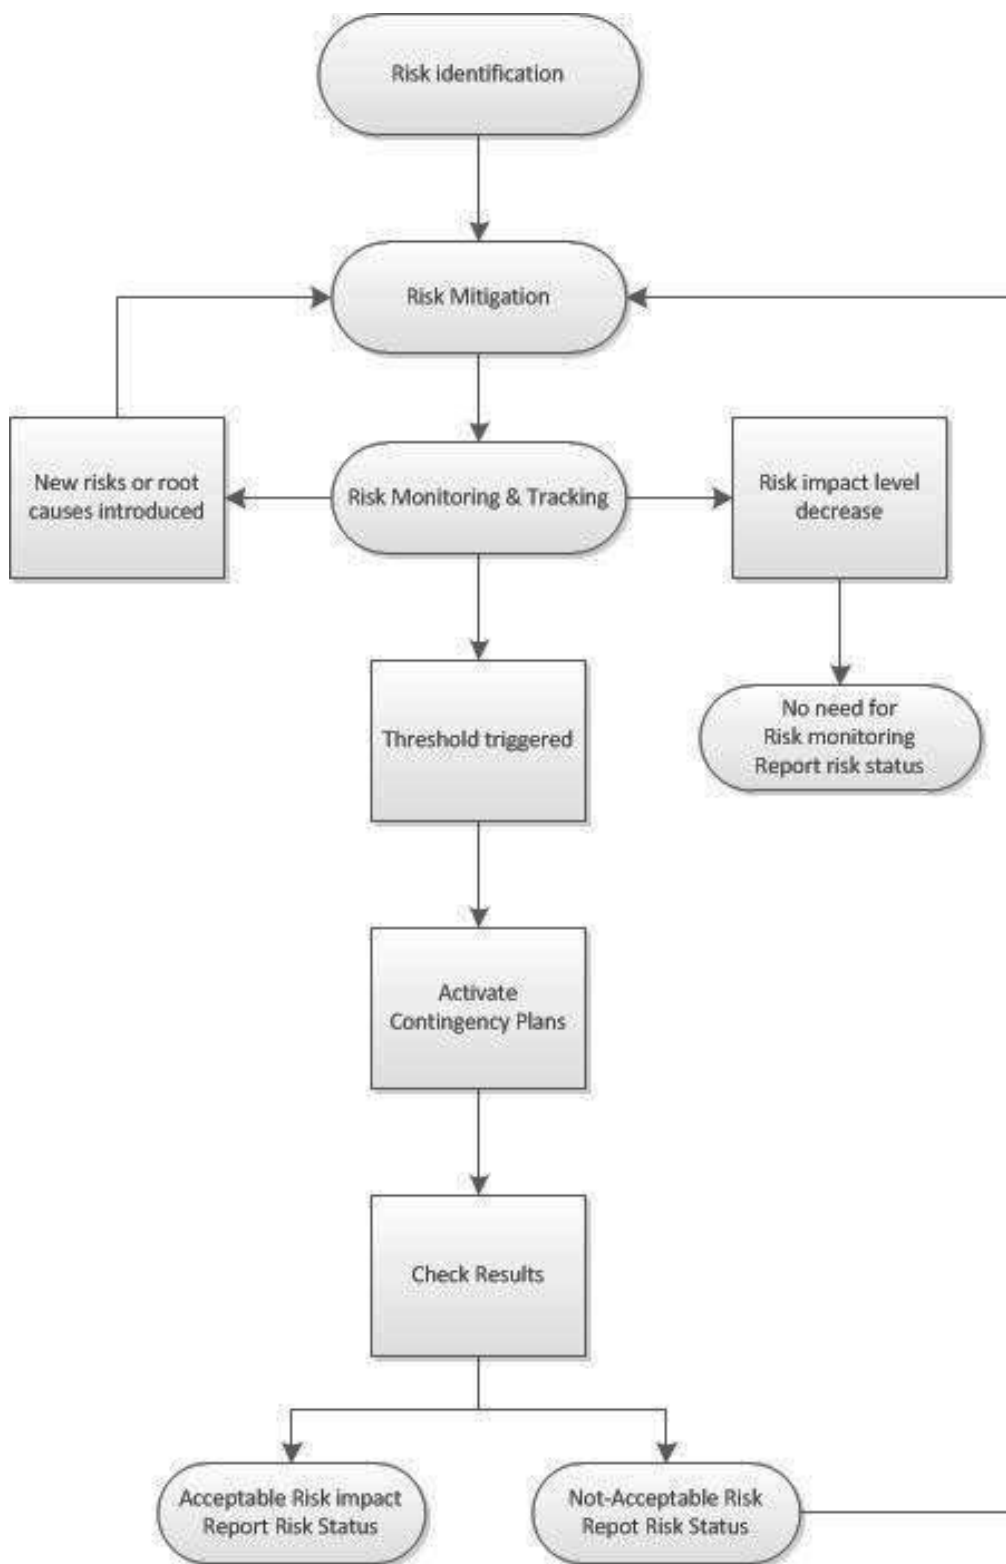 Risk identification
Risk Mitigation
New risks or root
causes introduced
Risk Monitoring & Tracking
Risk impact level
decrease
Threshold triggered
No need for
Risk monitoring
Report risk status
Activate
Contingency Plans
Check Results
Acceptable Risk impact
Report Risk Status
Not-Acceptable Risk
Repot Risk Status